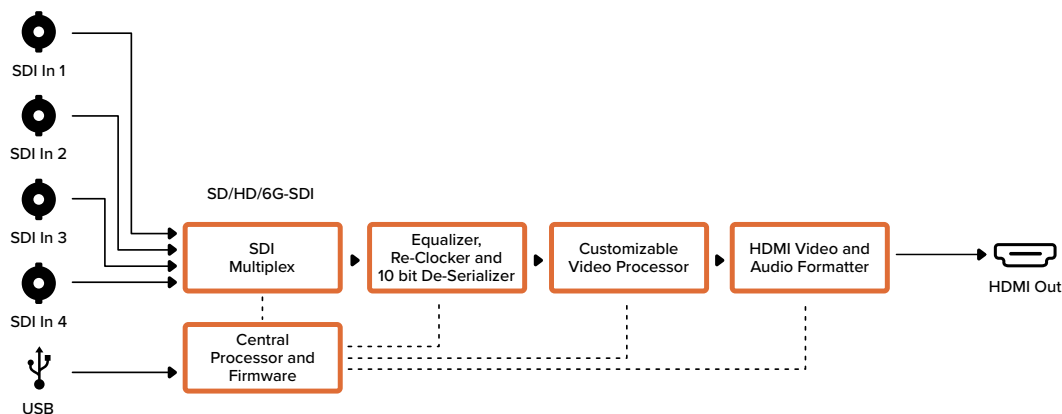 SDI In 1
SDI In 2
SDI In 3
SDI In 4
USB
SD/HD/6G-SDI
SDI
Multiplex
Equalizer,
Re-Clocker and
10 bit De-Serializer
Customizable
Video Processor
HDMI Video and
Audio Formatter
HDMI Out
Central
Processor and
Firmware